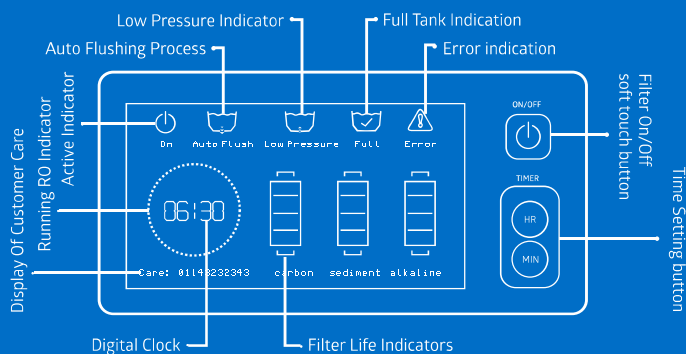 Low Pressure Indicator
Full Tank Indication
Auto Flushing Process
Error indication
Active Indicator
Running RO Indicator
Display Of Customer Care
On
Auto Flush
Low Pressure
Full
Error
06:30
Care: 01143232343
carbon
sediment
alkaline
ON/OFF
TIMER
HR
MIN
Filter On/Off
soft touch button
Time Setting button
Digital Clock
Filter Life Indicators